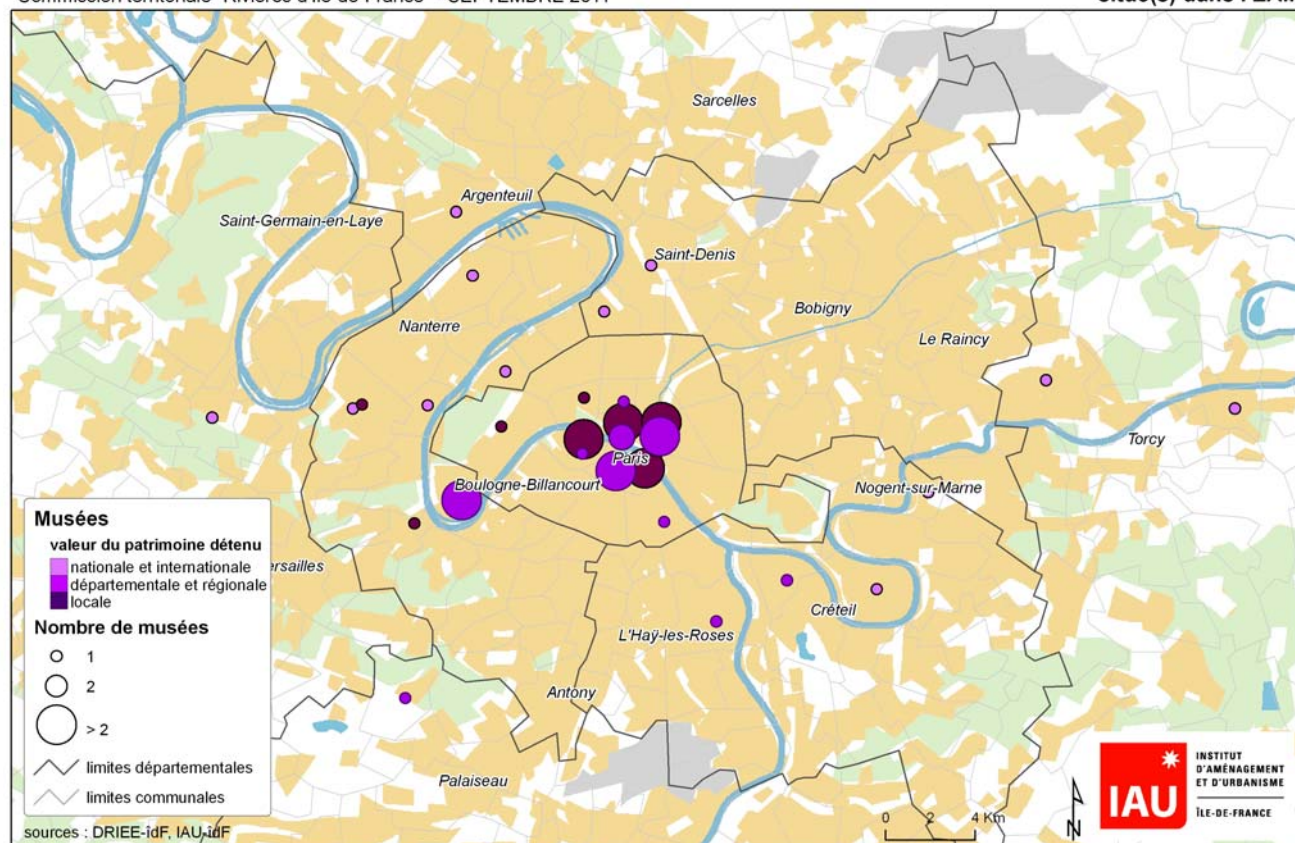 Sarcelles
Argenteuil
Saint-Germain-en-Laye
Saint-Denis
Bobigny
Nanterre
Le Raincy
Torcy
Paris
Boulogne-Billancourt
Nogent-sur-Marne
Créteil
L'Haÿ-les-Roses
Antony
Palaiseau
Musées
valeur du patrimoine détenu
nationale et internationale
départementale et régionale
locale
Nombre de musées
1
2
> 2
limites départementales
limites communales
sources : DRIEE-îdF, IAU-îdF
0 2 4 Km
N
IAU
INSTITUT
D'AMÉNAGEMENT
ET D'URBANISME
ÎLE-DE-FRANCE